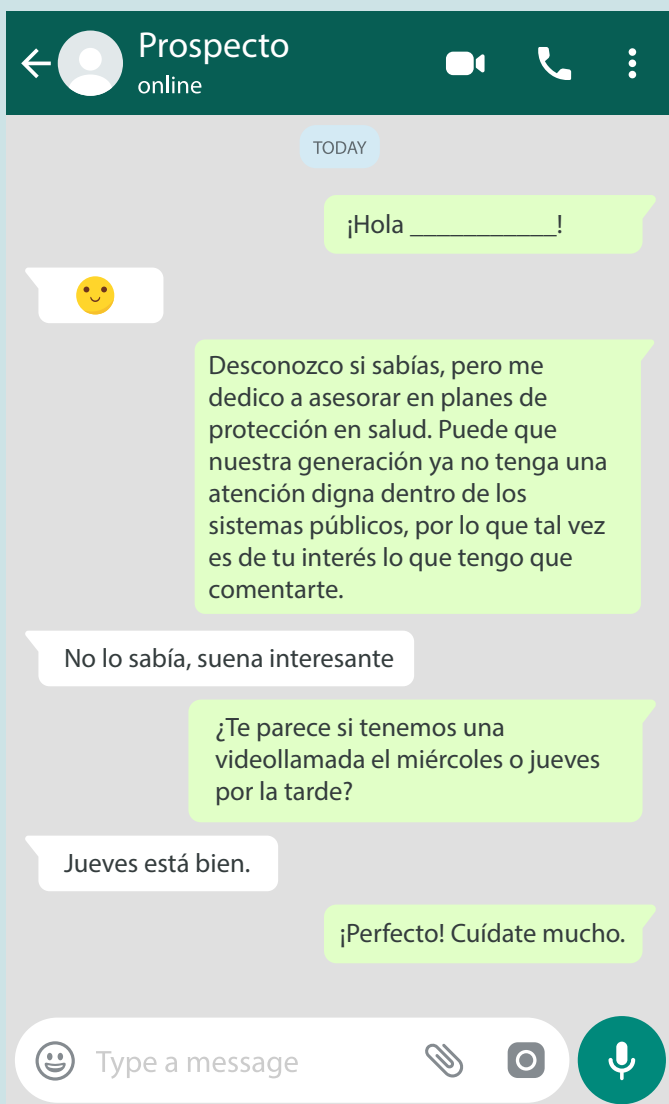 Prospecto
online
TODAY
¡Hola ___________!
Desconozco si sabías, pero me
dedico a asesorar en planes de
protección en salud. Puede que
nuestra generación ya no tenga una
atención digna dentro de los
sistemas públicos, por lo que tal vez
es de tu interés lo que tengo que
comentarte.
No lo sabía, suena interesante
¿Te parece si tenemos una
videollamada el miércoles o jueves
por la tarde?
Jueves está bien.
¡Perfecto! Cuídate mucho.
Type a message